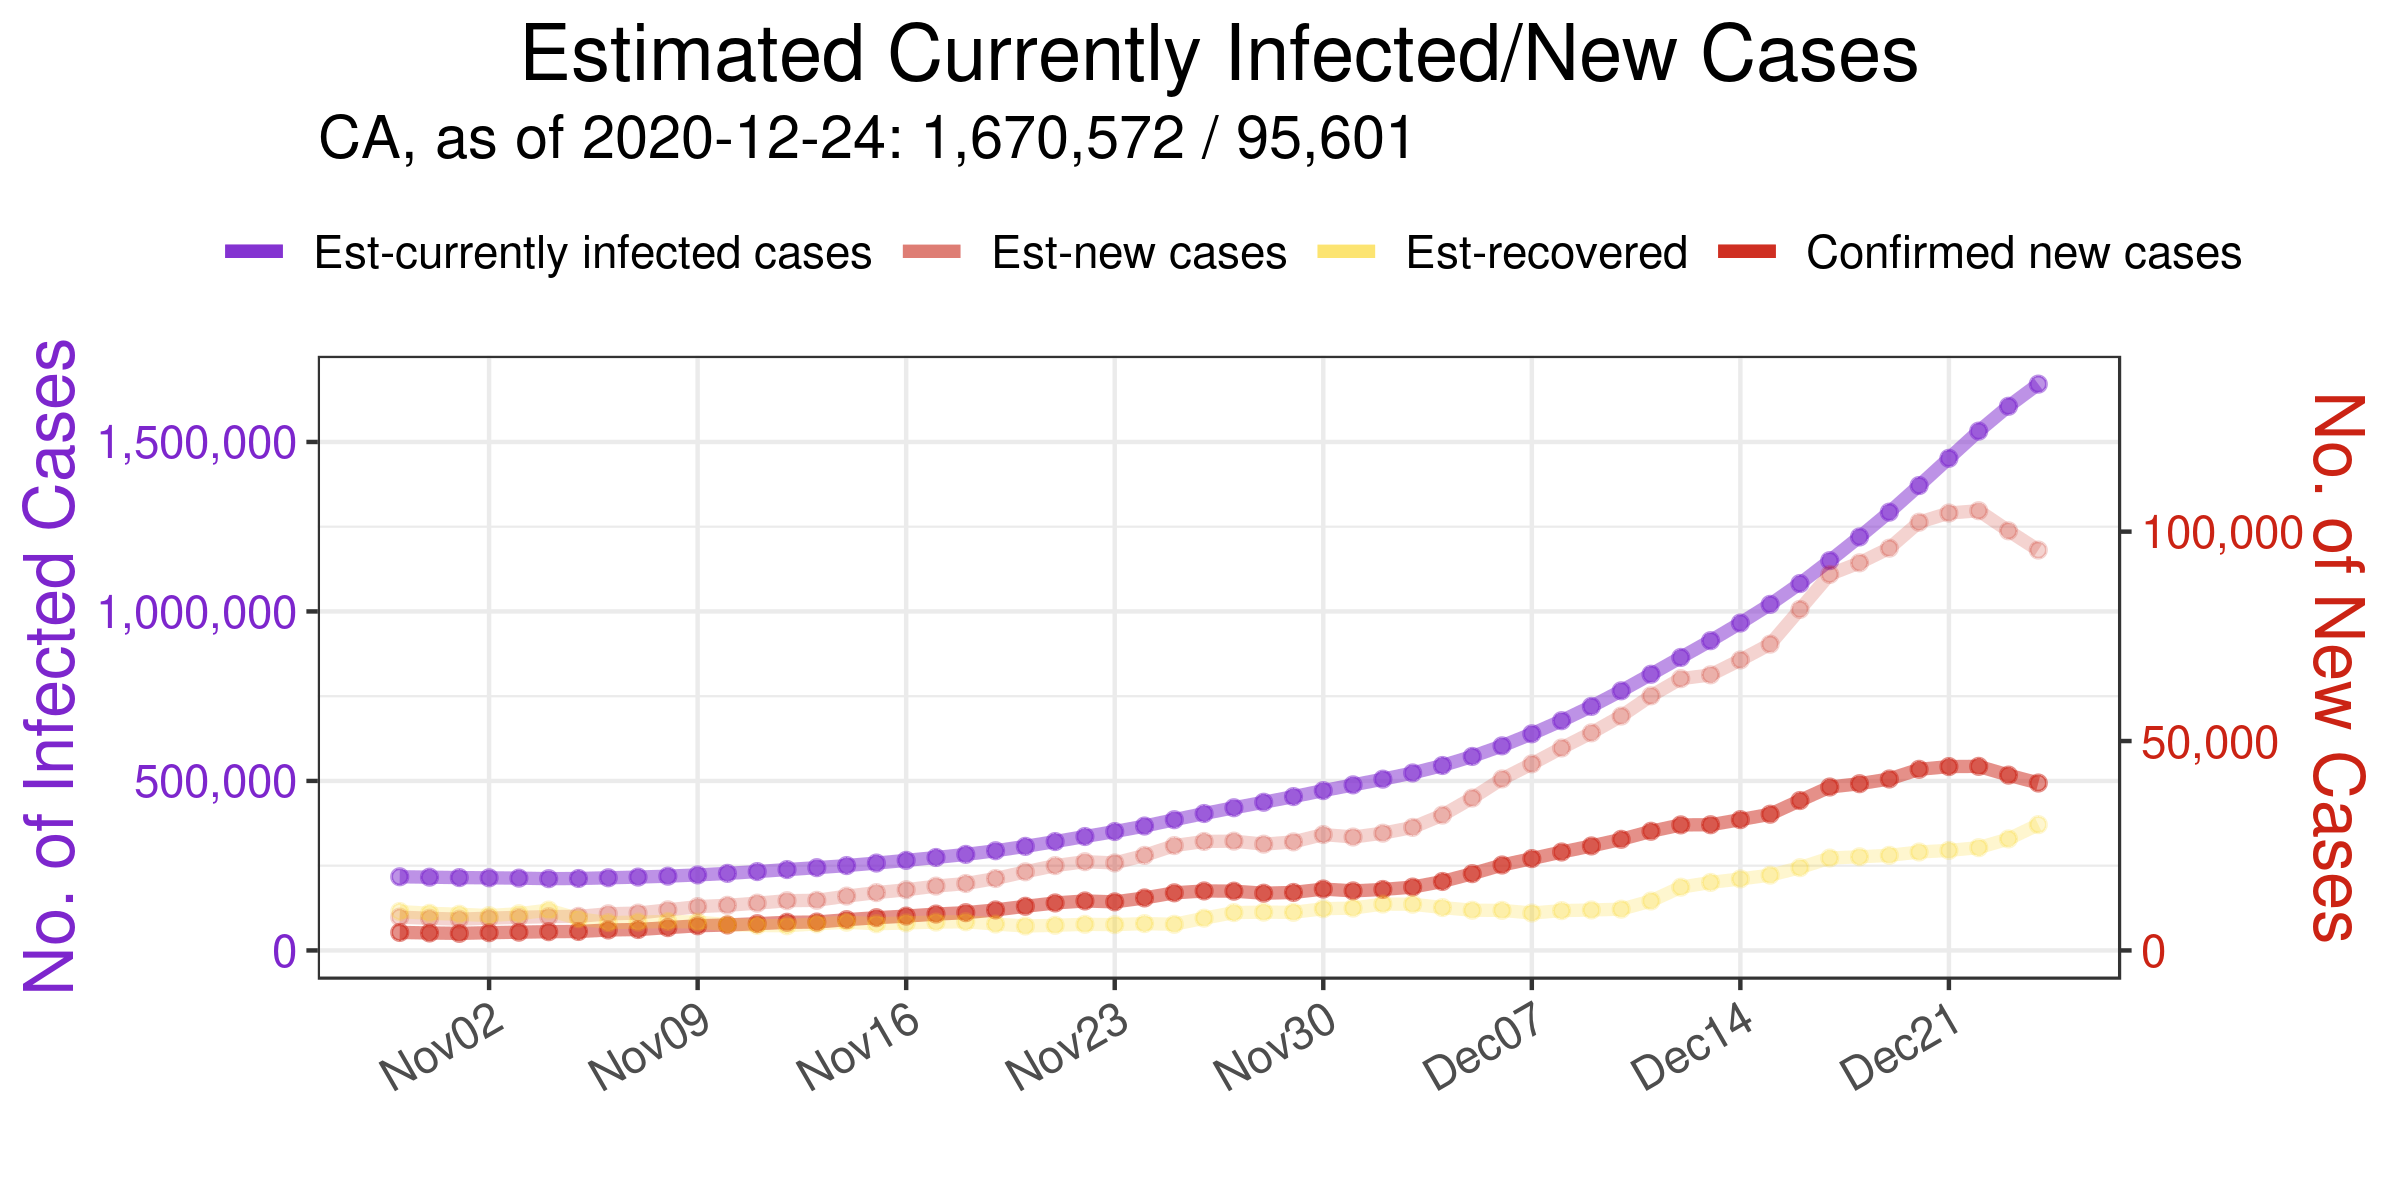 Estimated Currently Infected/New Cases
CA, as of 2020-12-24: 1,670,572 / 95,601
Est-currently infected cases Est-new cases Est-recovered Confirmed new cases
No. of Infected Cases
1,500,000
1,000,000
500,000
0
100,000
50,000
0
No. of New Cases
Nov02 Nov09 Nov16 Nov23 Nov30 Dec07 Dec14 Dec21